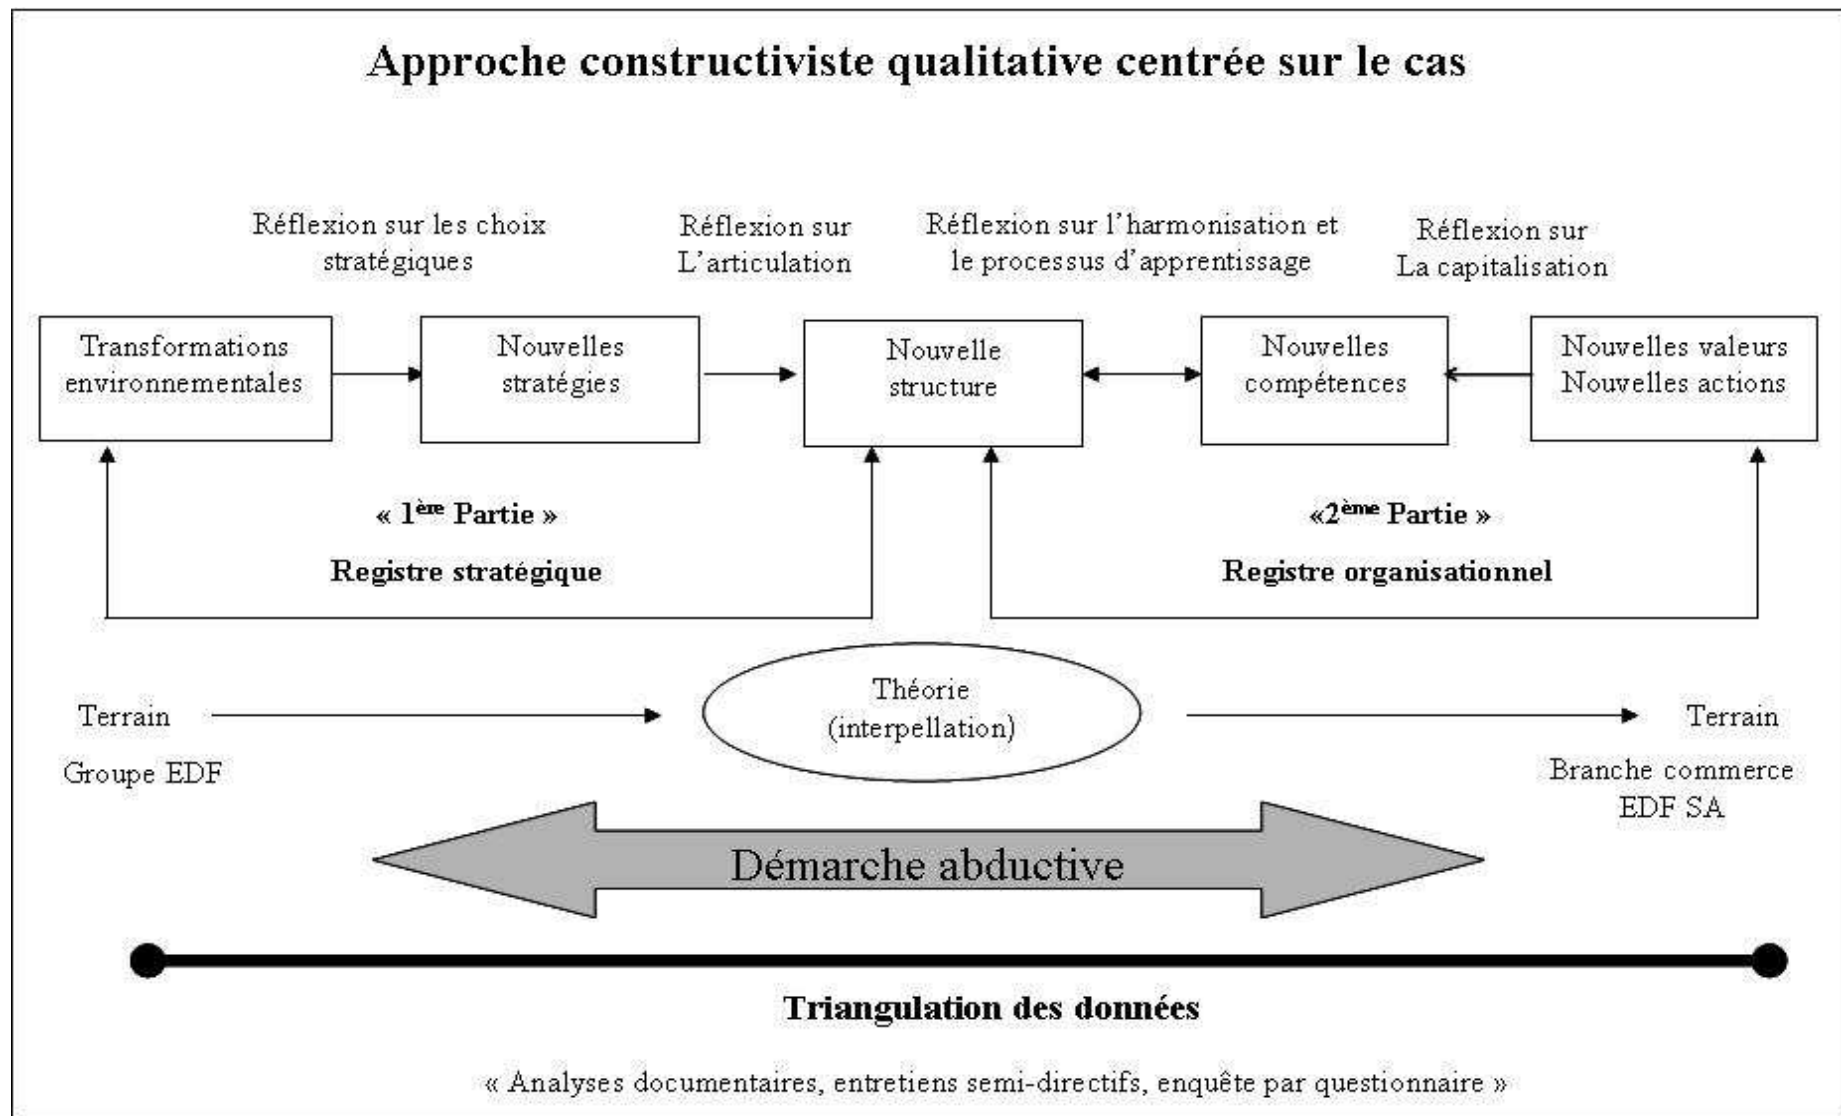 Approche constructiviste qualitative centrée sur le cas
Réflexion sur les choix
stratégiques
Réflexion sur
L'articulation
Réflexion sur l'harmonisation et
le processus d'apprentissage
Réflexion sur
La capitalisation
Transformations
environnementales
Nouvelles
stratégies
Nouvelle
structure
Nouvelles
compétences
Nouvelles valeurs
Nouvelles actions
« 1ère Partie »
Registre stratégique
«2ème Partie »
Registre organisationnel
Terrain
Groupe EDF
Théorie
(interpellation)
Terrain
Branche commerce
EDF SA
Démarche abductive
Triangulation des données
« Analyses documentaires, entretiens semi-directifs, enquête par questionnaire »